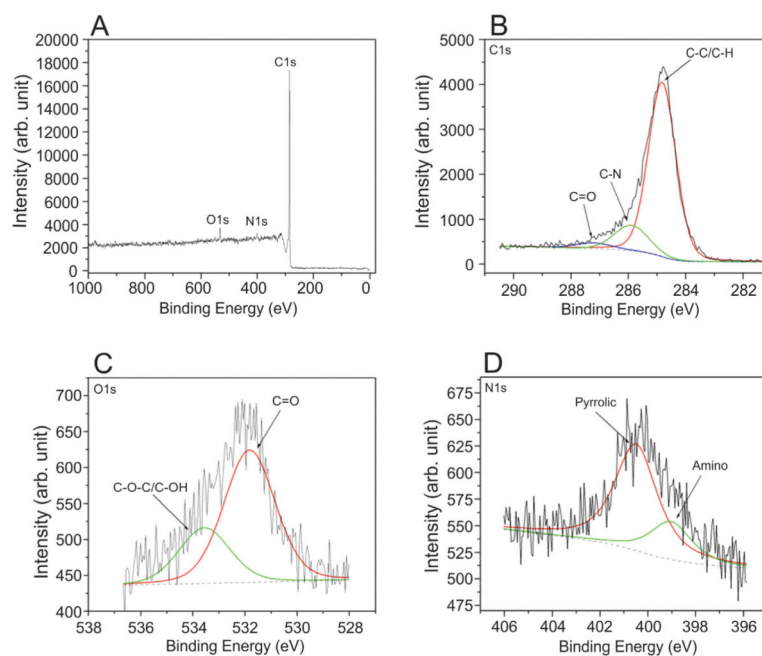 A
20000
18000
16000
14000
12000
10000
8000
6000
4000
2000
0
Intensity (arb. unit)
C1s
O1s
N1s
1000 800 600 400 200 0
Binding Energy (eV)
B
C1s
5000
4000
3000
2000
1000
0
Intensity (arb. unit)
C-C/C-H
C-N
C=O
290 288 286 284 282
Binding Energy (eV)
C
O1s
700
650
600
550
500
450
400
Intensity (arb. unit)
C=O
C-O-C/C-OH
538 536 534 532 530 528
Binding Energy (eV)
D
N1s
675
650
625
600
575
550
525
500
475
Intensity (arb. unit)
Pyrrolic
Amino
406 404 402 400 398 396
Binding Energy (eV)